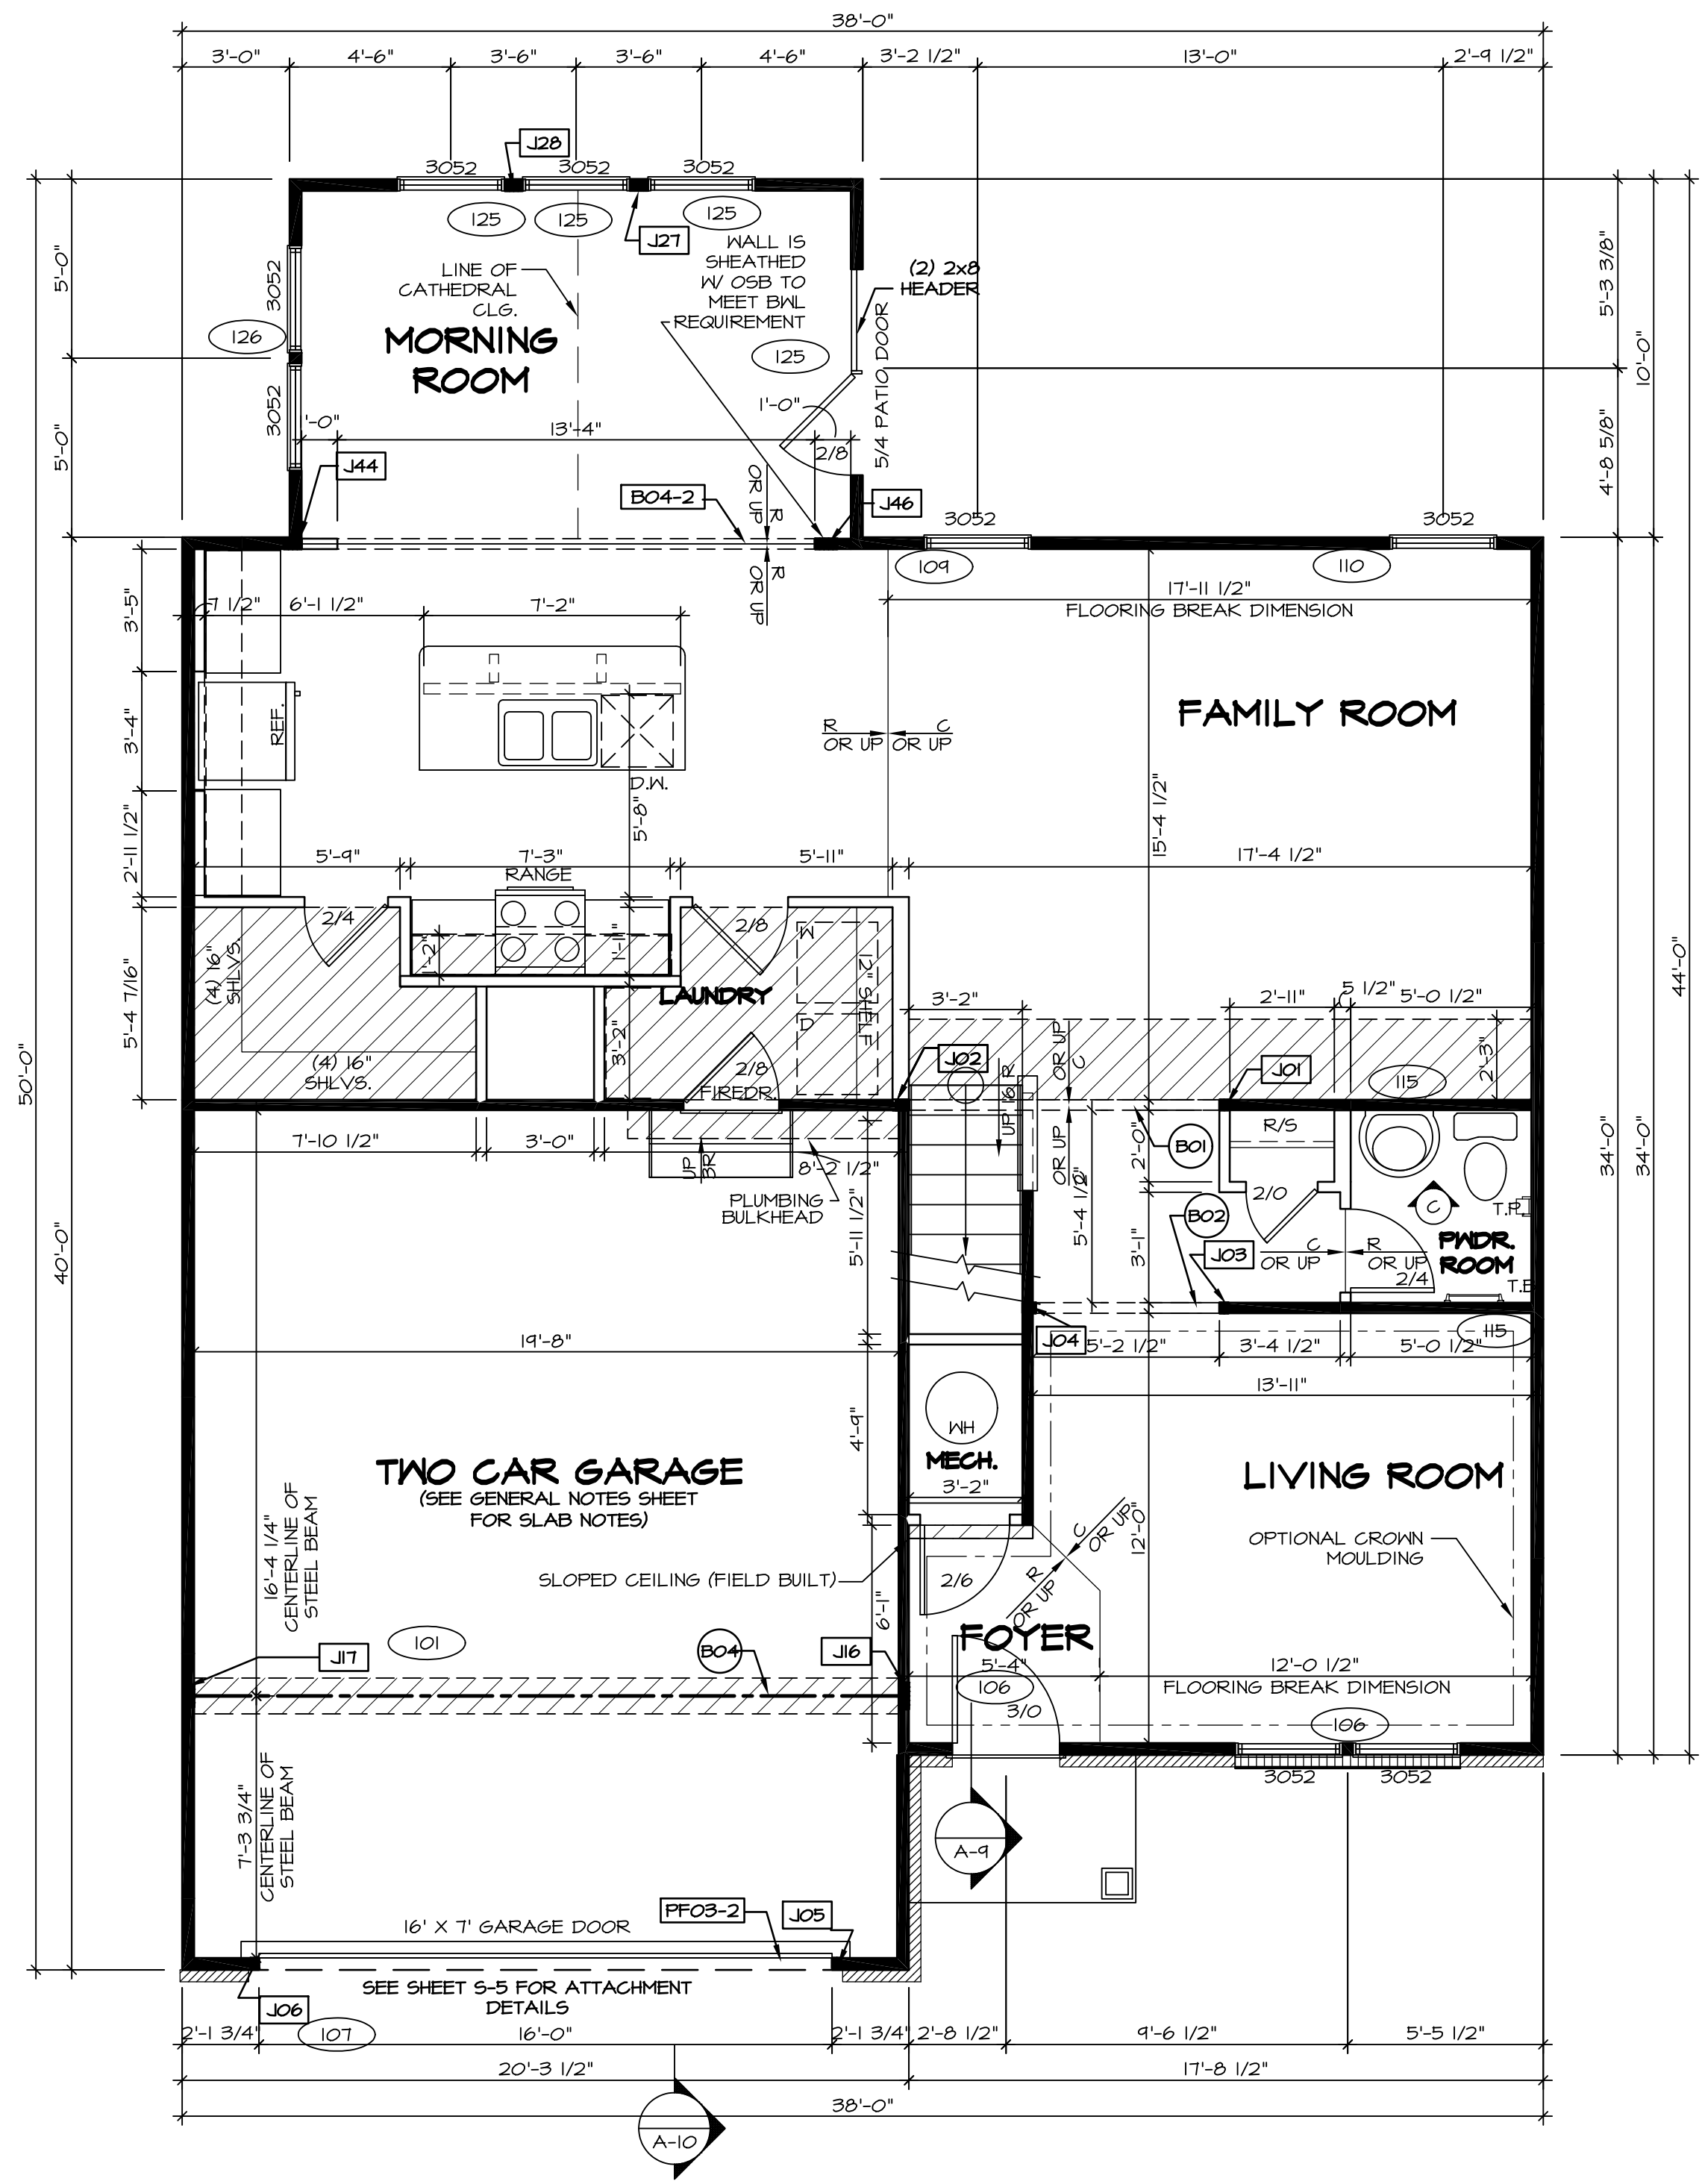 38'-0"
3'-0"
4'-6"
3'-6"
3'-6"
4'-6"
3'-2 1/2"
13'-0"
2'-9 1/2"
J28
3052
3052
3052
125
125
125
J27
WALL IS
SHEATHED
W/ OSB TO
MEET BWL
REQUIREMENT
LINE OF
CATHEDRAL
CLG.
(2) 2x8
HEADER
MORNING
ROOM
126
125
3052
3052
5/4 PATIO DOOR
5'-0"
5'-0"
5'-3 3/8"
4'-8 5/8"
10'-0"
1'-0"
'-0"
13'-4"
2/8
J44
B04-2
J46
R
OR UP
R
OR UP
3052
3052
109
110
17'-11 1/2"
FLOORING BREAK DIMENSION
7 1/2"
6'-1 1/2"
7'-2"
3'-5"
3'-4"
2'-11 1/2"
5'-4 7/16"
REF.
D.W.
5'-8"
R
OR UP
C
OR UP
FAMILY ROOM
15'-4 1/2"
5'-9"
7'-3"
5'-11"
17'-4 1/2"
RANGE
2/4
2/8
W
D
12" SHELF
(4) 16"
SHLVS.
(4) 16"
SHLVS.
1'-2"
1'-11"
LAUNDRY
3'-2"
2/8
FIREDR.
3'-2"
J02
OR UP
C
UP 16 R
OR UP
2'-11"
5 1/2"
5'-0 1/2"
2'-3"
J01
115
50'-0"
40'-0"
34'-0"
34'-0"
44'-0"
7'-10 1/2"
3'-0"
8'-2 1/2"
UP
BR
PLUMBING
BULKHEAD
5'-11 1/2"
5'-4 1/2"
2'-0"
3'-1"
B01
B02
J03
J04
R/S
2/0
C
OR UP
R
OR UP
2/4
C
T.P.
PWDR.
ROOM
115
5'-2 1/2"
3'-4 1/2"
5'-0 1/2"
13'-11"
19'-8"
4'-9"
WH
MECH.
3'-2"
TWO CAR GARAGE
(SEE GENERAL NOTES SHEET
FOR SLAB NOTES)
LIVING ROOM
OPTIONAL CROWN
MOULDING
16'-4 1/4"
CENTERLINE OF
STEEL BEAM
SLOPED CEILING (FIELD BUILT)
2/6
C
OR UP
R
OR UP
12'-0"
6'-1"
101
B04
J16
J17
FOYER
5'-4"
106
3/0
12'-0 1/2"
FLOORING BREAK DIMENSION
106
3052
3052
7'-3 3/4"
CENTERLINE OF
STEEL BEAM
A-9
16' X 7' GARAGE DOOR
PF03-2
J05
SEE SHEET S-5 FOR ATTACHMENT
DETAILS
J06
107
2'-1 3/4"
16'-0"
2'-1 3/4"
2'-8 1/2"
9'-6 1/2"
5'-5 1/2"
20'-3 1/2"
17'-8 1/2"
38'-0"
A-10